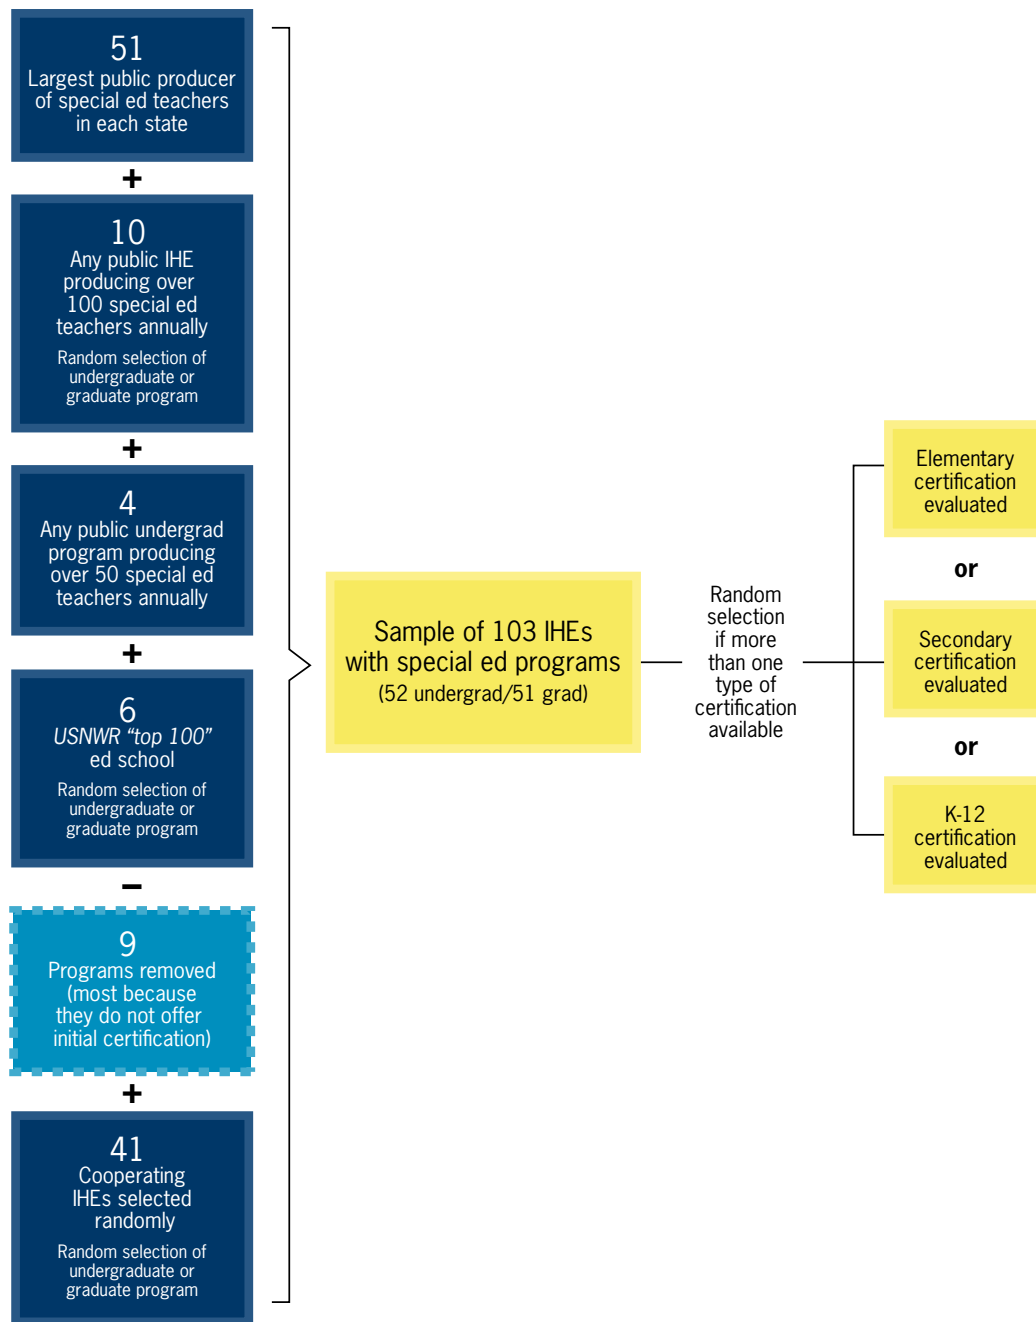 51
Largest public producer
of special ed teachers
in each state
+
10
Any public IHE
producing over
100 special ed
teachers annually
Random selection of
undergraduate or
graduate program
+
4
Any public undergrad
program producing
over 50 special ed
teachers annually
+
6
USNWR “top 100”
ed school
Random selection of
undergraduate or
graduate program
–
9
Programs removed
(most because
they do not offer
initial certification)
+
41
Cooperating
IHEs selected
randomly
Random selection of
undergraduate or
graduate program
Sample of 103 IHEs
with special ed programs
(52 undergrad/51 grad)
Random
selection
if more
than one
type of
certification
available
Elementary
certification
evaluated
or
Secondary
certification
evaluated
or
K-12
certification
evaluated